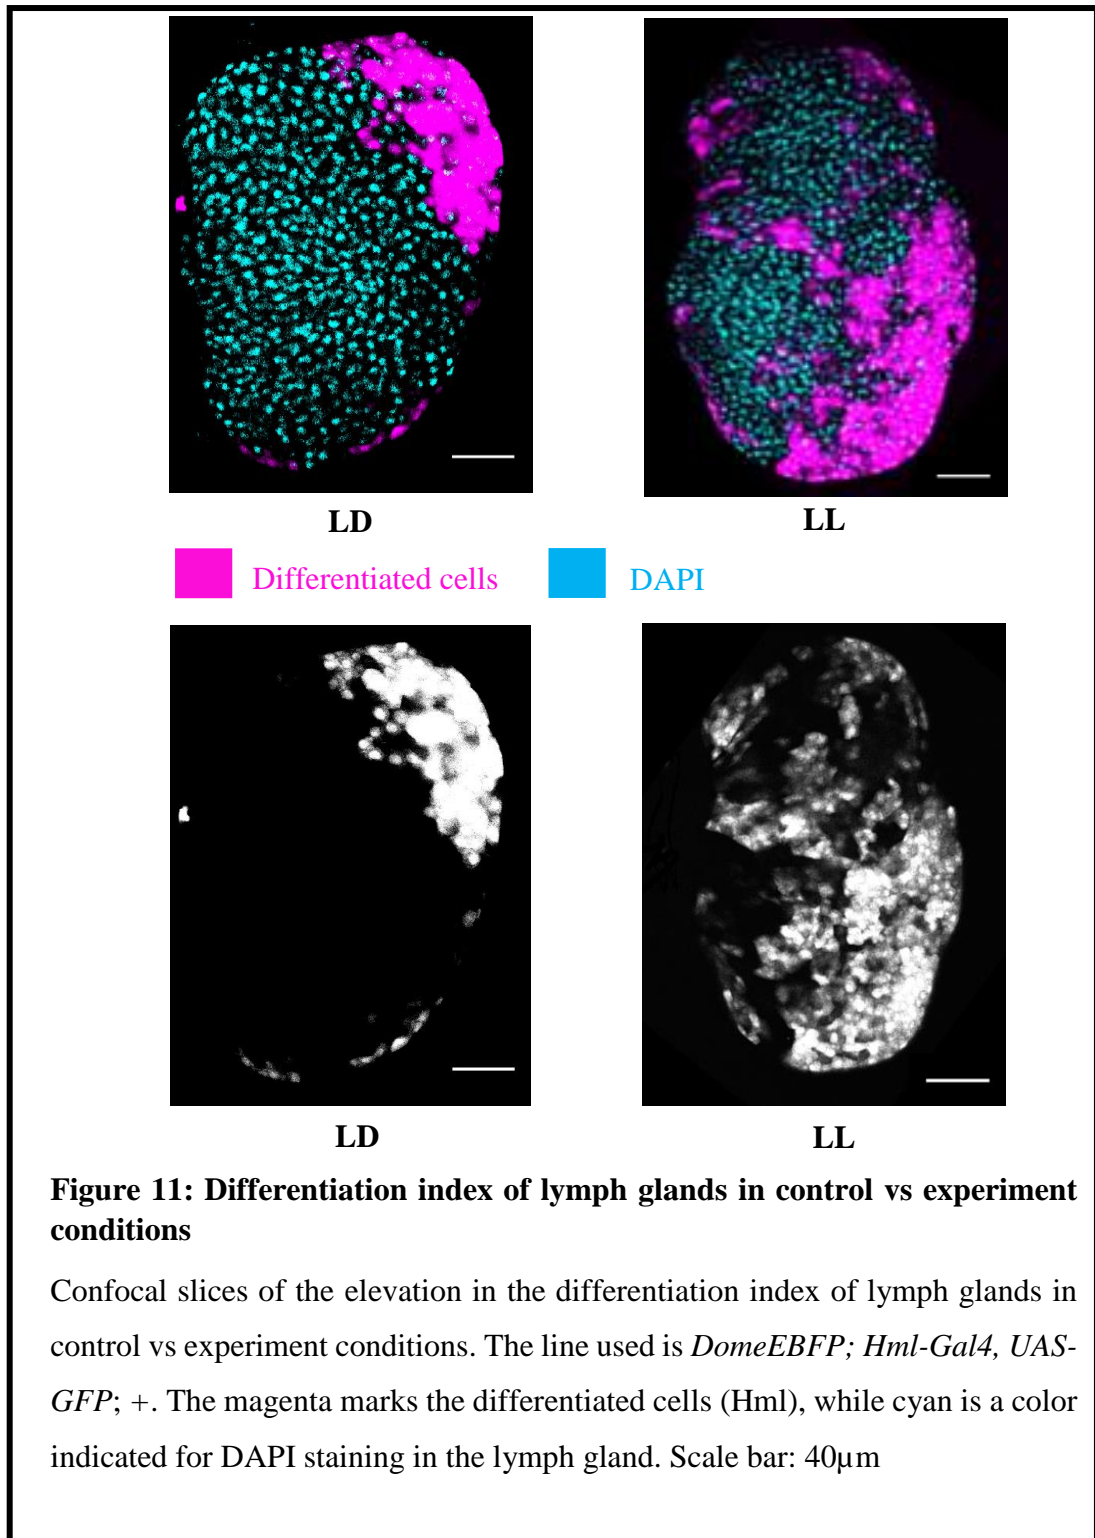 LD
LL
Differentiated cells
DAPI
LD
LL
Figure 11: Differentiation index of lymph glands in control vs experiment
conditions
Confocal slices of the elevation in the differentiation index of lymph glands in
control vs experiment conditions. The line used is DomeEBFP; Hml-Gal4, UAS-
GFP; +. The magenta marks the differentiated cells (Hml), while cyan is a color
indicated for DAPI staining in the lymph gland. Scale bar: 40µm